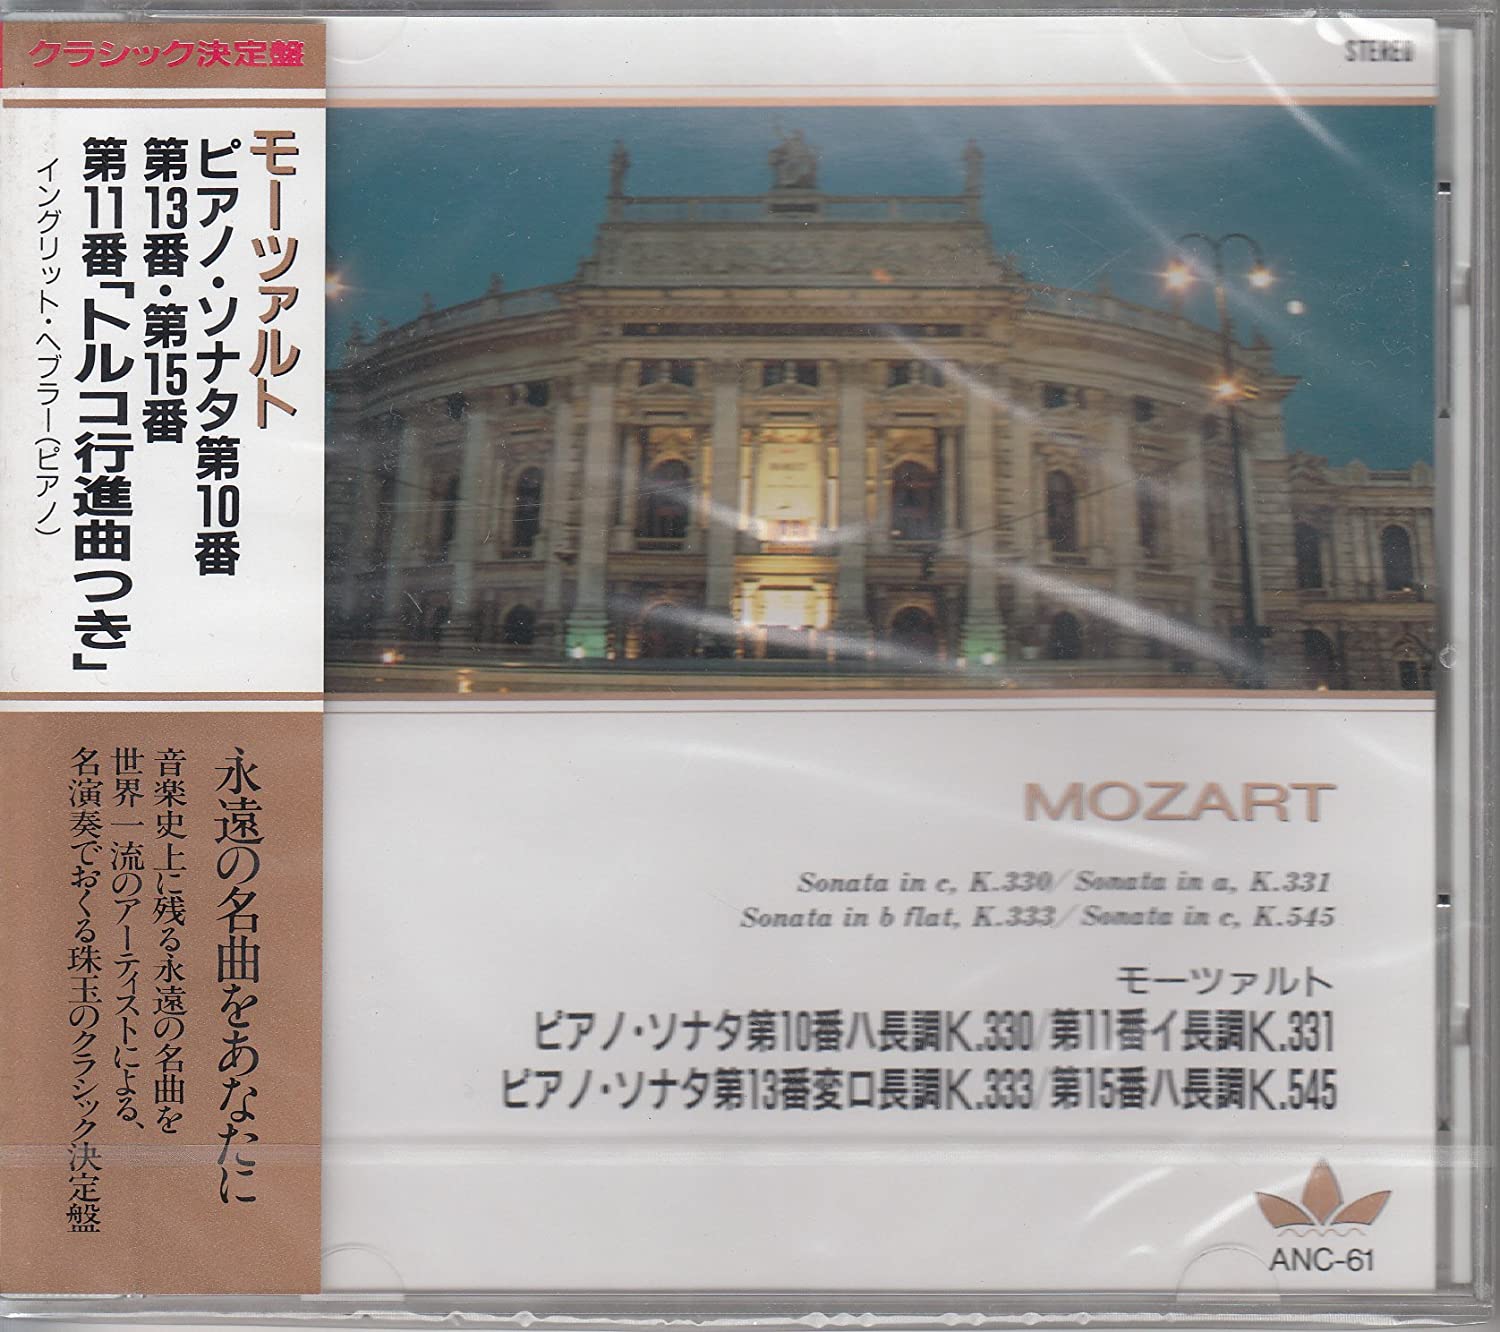 クラシック決定盤
モーツァルト
ピアノ・ソナタ第10番
第13番・第15番
第11番「トルコ行進曲つき」
イングリット・ヘブラー(ピアノ)
永遠の名曲をあなたに
音楽史上に残る永遠の名曲を
世界一流のアーティストによる、
名演奏でおくる珠玉のクラシック決定盤
STEREO
MOZART
Sonata in c, K.330/Sonata in a, K.331
Sonata in b flat, K.333/Sonata in c, K.545
モーツァルト
ピアノ・ソナタ第10番ハ長調K.330/第11番イ長調K.331
ピアノ・ソナタ第13番変ロ長調K.333/第15番ハ長調K.545
ANC-61